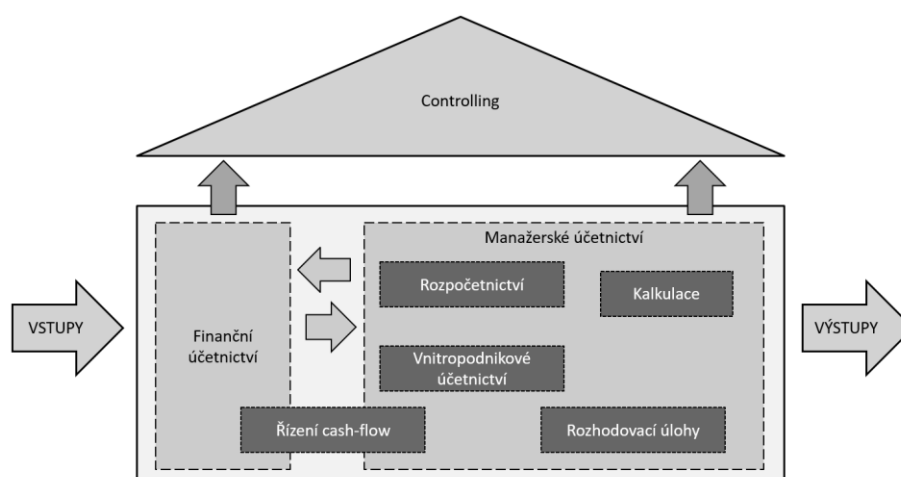 Controlling
Manažerské účetnictví
Rozpočetnictví
Kalkulace
VSTUPY
VÝSTUPY
Finanční
účetnictví
Vnitropodnikové
účetnictví
Řízení cash-flow
Rozhodovací úlohy